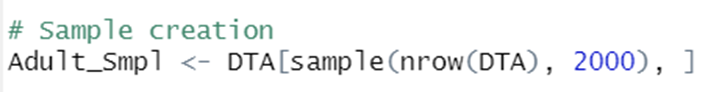 # Sample creation
Adult_Smpl <- DTA[sample(nrow(DTA), 2000), ]